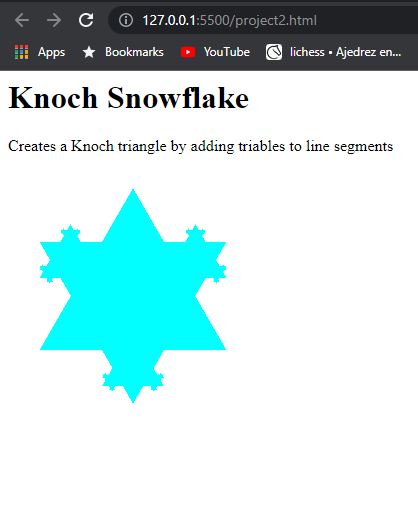 127.0.0.1:5500/project2.html
Apps Bookmarks YouTube lichess • Ajedrez en...
Knoch Snowflake
Creates a Knoch triangle by adding triables to line segments